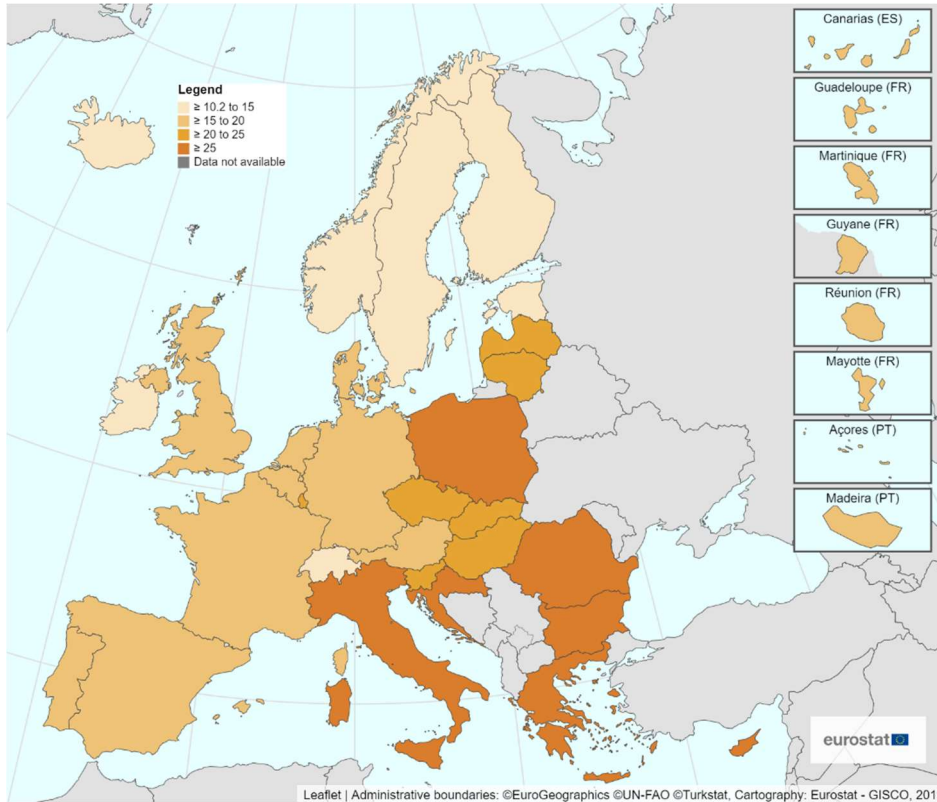 Legend
≥ 10.2 to 15
≥ 15 to 20
≥ 20 to 25
≥ 25
Data not available
Canarias (ES)
Guadeloupe (FR)
Martinique (FR)
Guyane (FR)
Réunion (FR)
Mayotte (FR)
Açores (PT)
Madeira (PT)
eurostat
Leaflet | Administrative boundaries: ©EuroGeographics ©UN-FAO ©Turkstat, Cartography: Eurostat - GISCO, 201